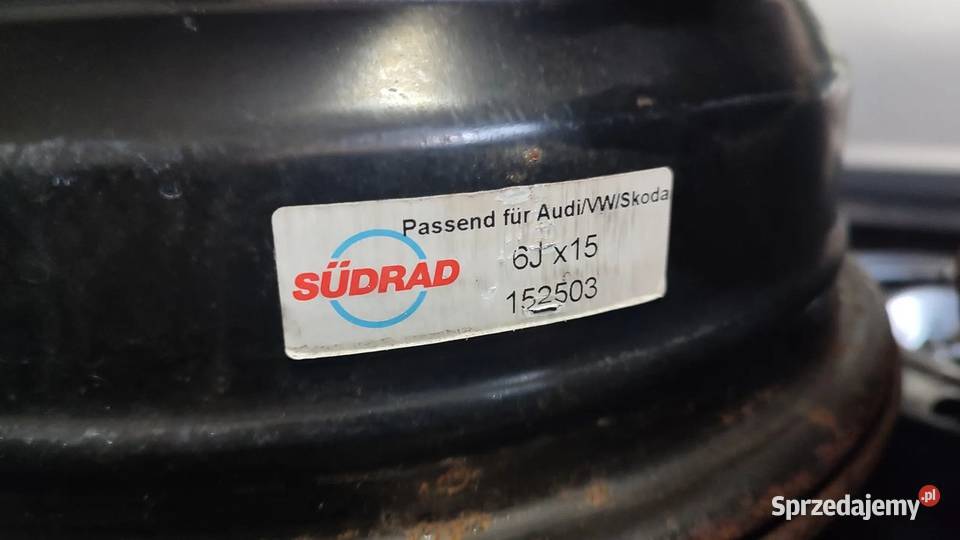 Passend für Audi/VW/Skoda
SÜDRAD
6J x15
152503
Sprzedajemy.pl